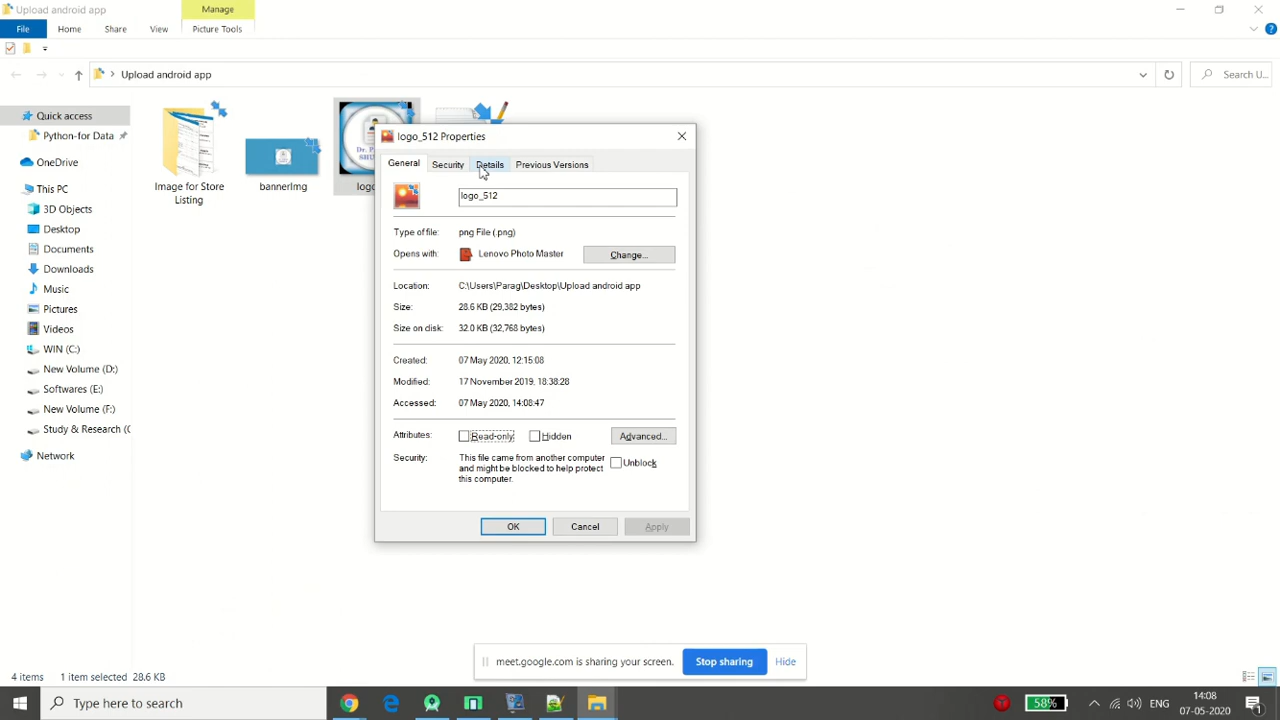 Upload android app
Manage
File
Home
Share
View
Picture Tools
Upload android app
Search U...
Quick access
Python-for Data
OneDrive
This PC
3D Objects
Desktop
Documents
Downloads
Music
Pictures
Videos
WIN (C:)
New Volume (D:)
Softwares (E:)
New Volume (F:)
Study & Research (G
Network
Image for Store
Listing
bannerImg
logo_512 Properties
General
Security
Details
Previous Versions
logo_512
Type of file:
png File (.png)
Opens with:
Lenovo Photo Master
Change...
Location:
C:\Users\Parag\Desktop\Upload android app
Size:
28.6 KB (29,382 bytes)
Size on disk:
32.0 KB (32,768 bytes)
Created:
07 May 2020, 12:15:08
Modified:
17 November 2019, 18:38:28
Accessed:
07 May 2020, 14:08:47
Attributes:
Read-only
Hidden
Advanced...
Security:
This file came from another computer
and might be blocked to help protect
this computer.
Unblock
OK
Cancel
Apply
meet.google.com is sharing your screen.
Stop sharing
Hide
4 items
1 item selected 28.6 KB
Type here to search
58%
ENG
14:08
07-05-2020
1